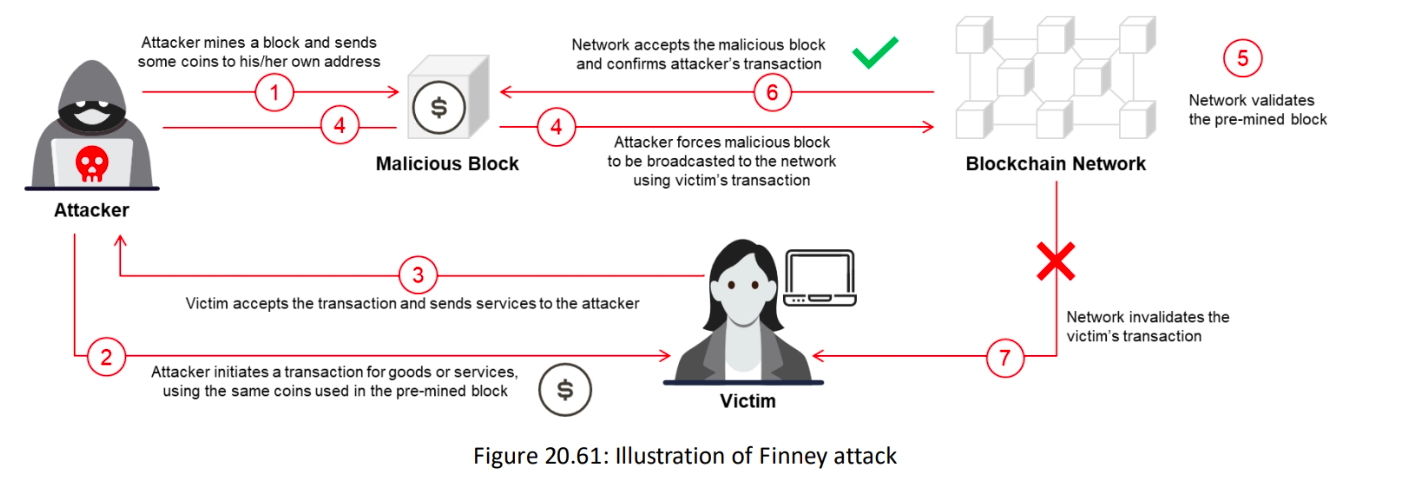 Attacker mines a block and sends
some coins to his/her own address
1
4
Attacker
$
Malicious Block
Network accepts the malicious block
and confirms attacker's transaction
6
4
Attacker forces malicious block
to be broadcasted to the network
using victim's transaction
Blockchain Network
5
Network validates
the pre-mined block
3
Victim accepts the transaction and sends services to the attacker
2
Attacker initiates a transaction for goods or services,
using the same coins used in the pre-mined block
$
Victim
Network invalidates the
victim's transaction
7
Figure 20.61: Illustration of Finney attack